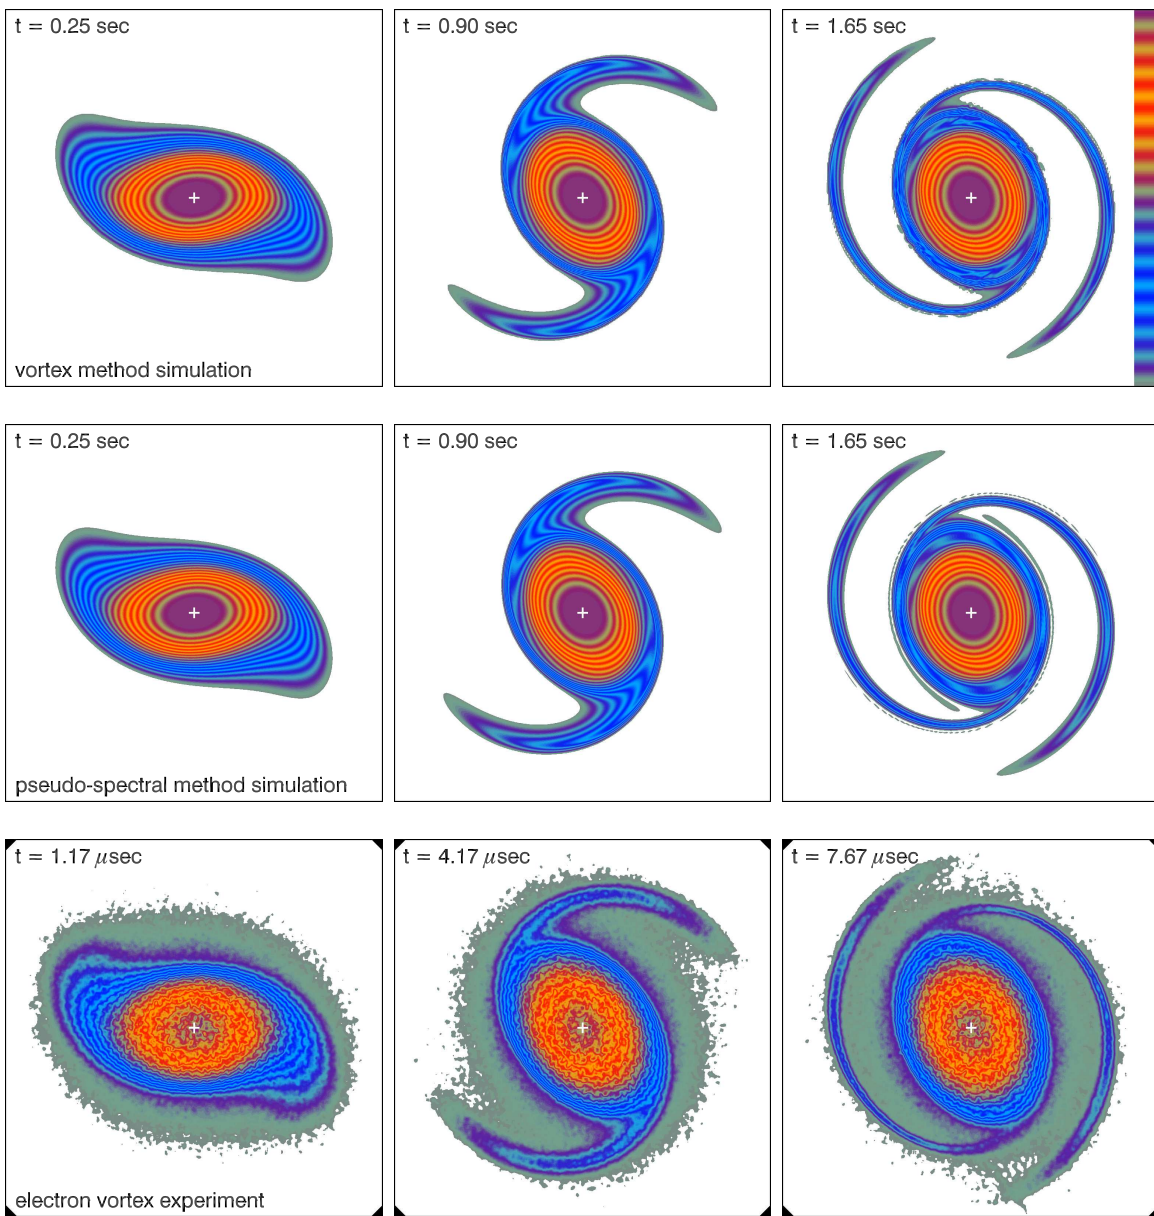 t = 0.25 sec
t = 0.90 sec
t = 1.65 sec
vortex method simulation
t = 0.25 sec
t = 0.90 sec
t = 1.65 sec
pseudo-spectral method simulation
t = 1.17 μsec
t = 4.17 μsec
t = 7.67 μsec
electron vortex experiment